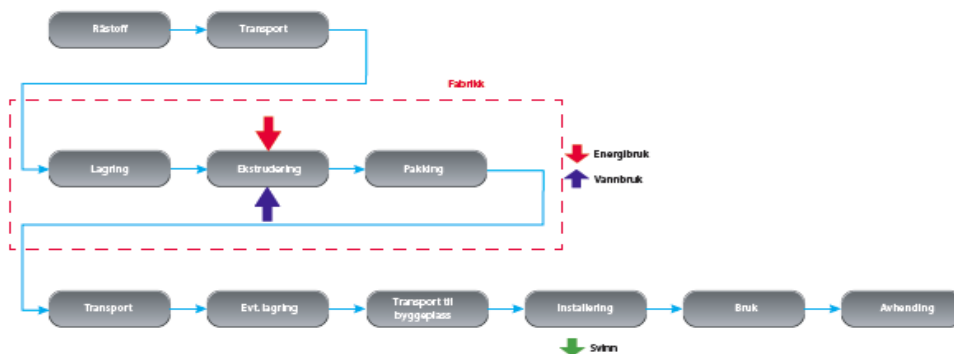 Råstoff
Transport
Fabrikk
Lagring
Ekstrudering
Pakking
Energibruk
Vannbruk
Transport
Evt. lagring
Transport til
byggeplass
Installering
Bruk
Avhending
Svinn